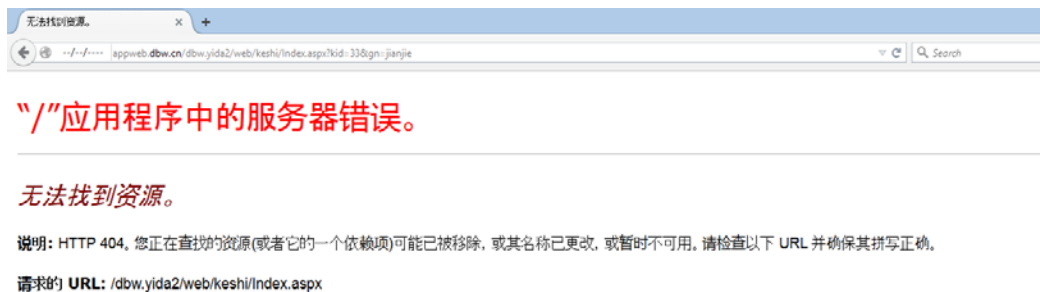 无法找到资源。 × +
--/--/---- appweb.dbw.cn/dbw.yida2/web/keshi/Index.aspx?kid=33&gn=jianjie Search
“/”应用程序中的服务器错误。
无法找到资源。
说明: HTTP 404。您正在查找的资源(或者它的一个依赖项)可能已被移除，或其名称已更改，或暂时不可用。请检查以下 URL 并确保其拼写正确。
请求的 URL: /dbw.yida2/web/keshi/Index.aspx